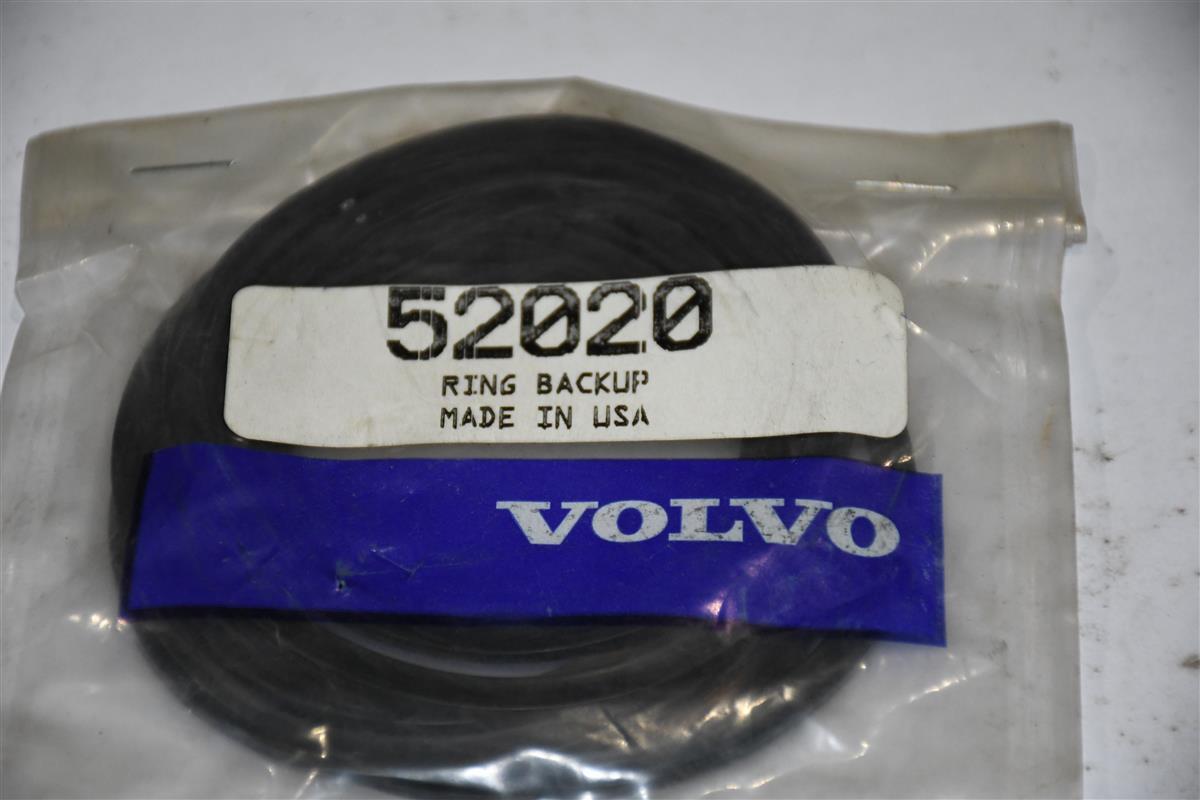 52020
RING BACKUP
MADE IN USA
VOLVO